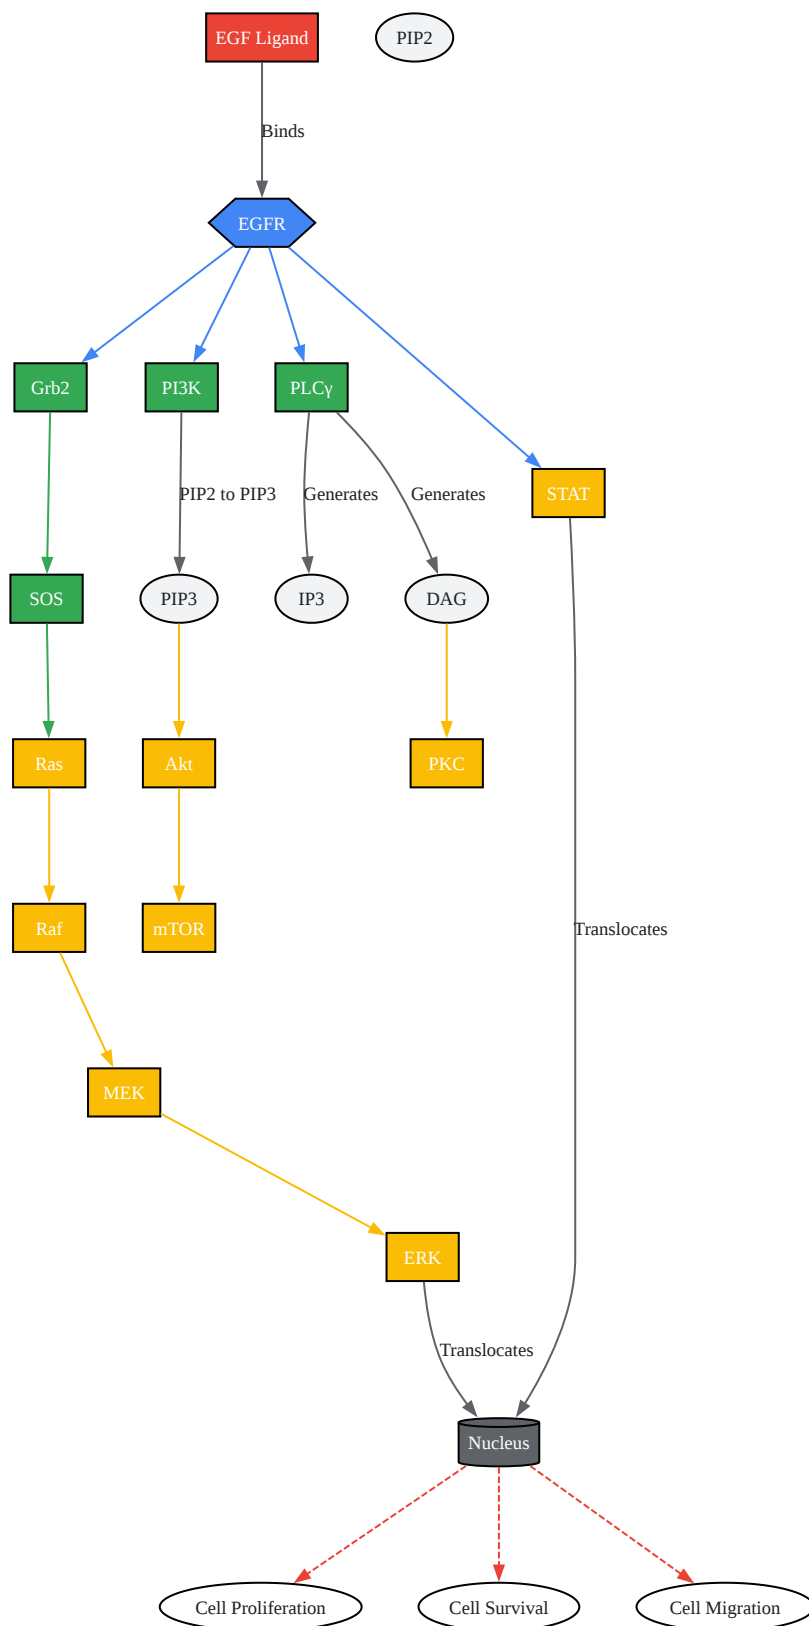 EGF Ligand
PIP2
Binds
EGFR
Grb2
PI3K
PLCγ
PIP2 to PIP3
Generates
Generates
STAT
SOS
PIP3
IP3
DAG
Ras
Akt
PKC
Raf
mTOR
Translocates
MEK
ERK
Translocates
Nucleus
Cell Proliferation
Cell Survival
Cell Migration